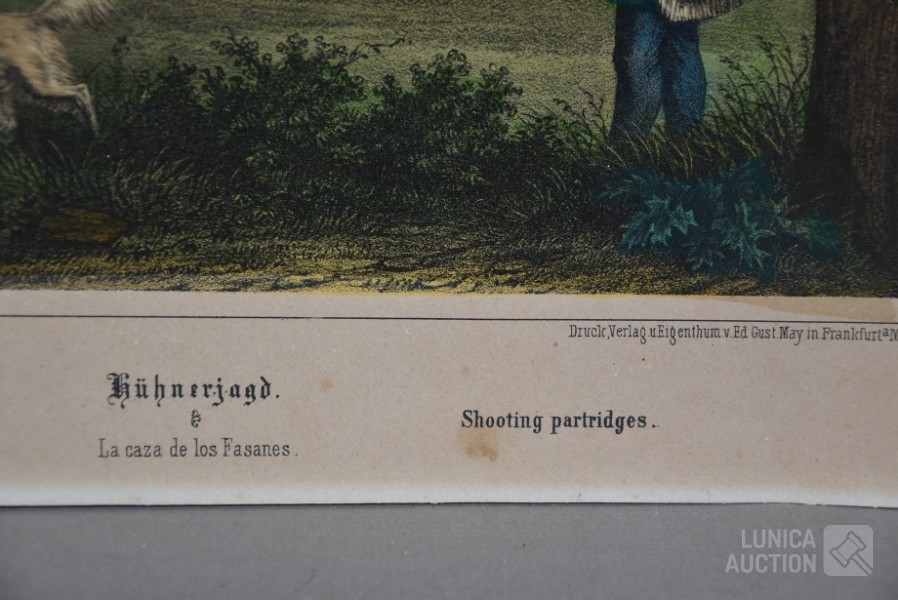 Druck, Verlag u Eigenthum v. Ed Gust May in Frankfurt a M
Hühnerjagd.
&
La caza de los Fasanes.
Shooting partridges.
LUNICA
AUCTION